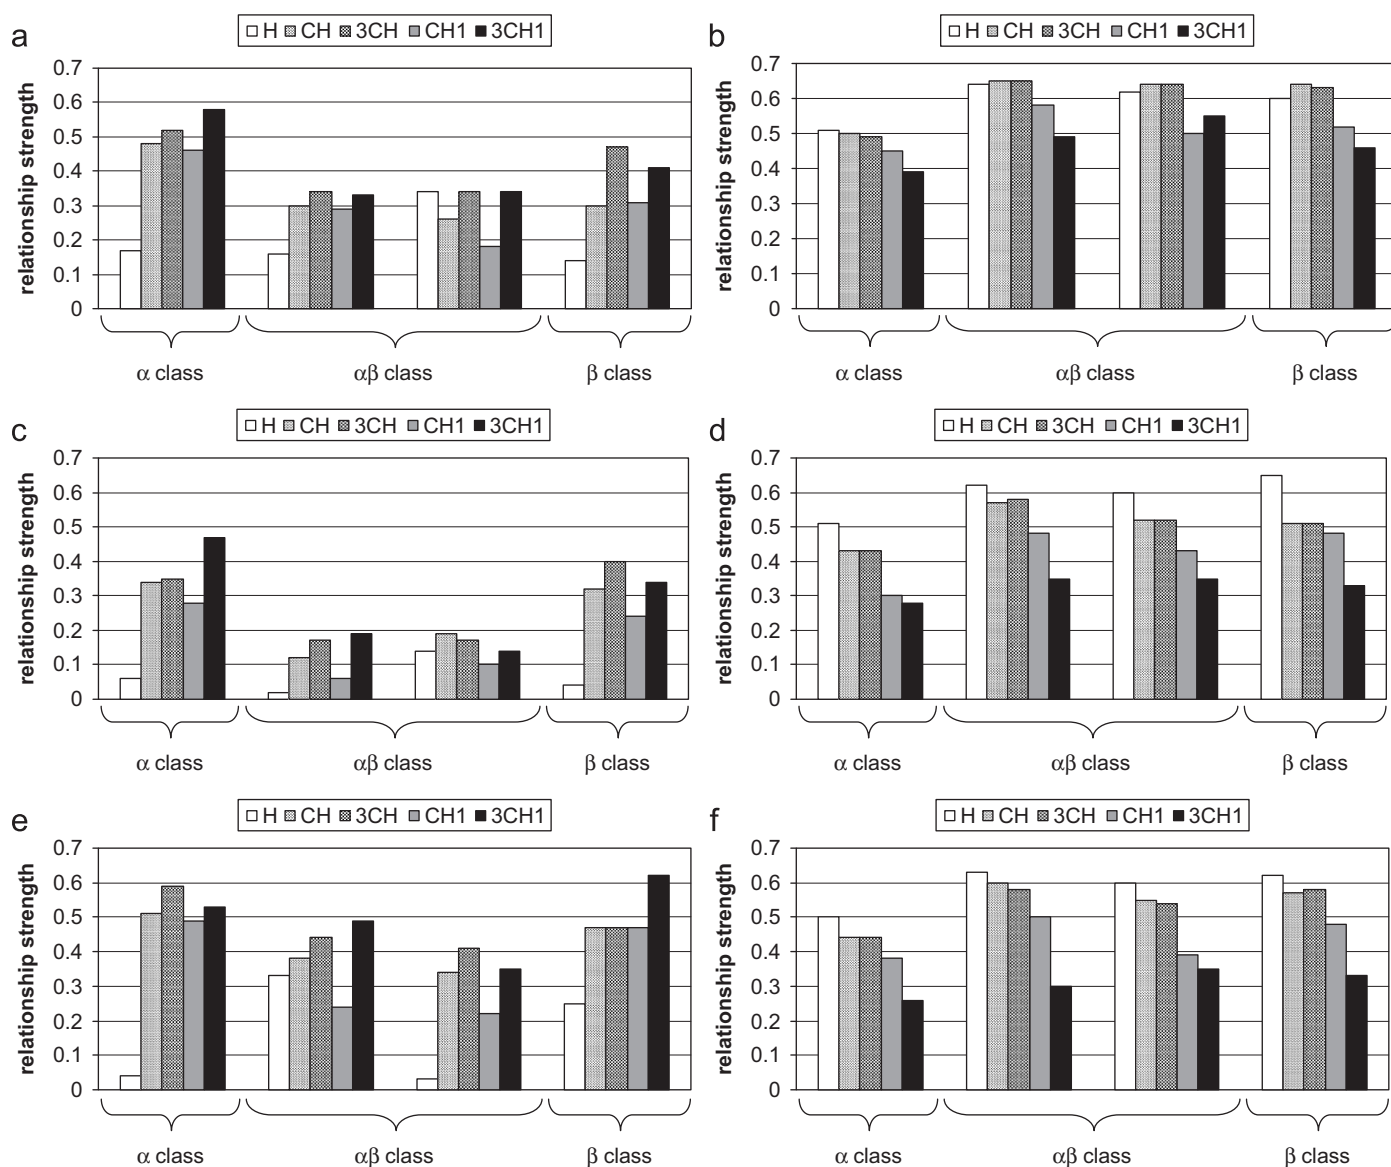 a
H CH 3CH CH1 3CH1
relationship strength
0.7
0.6
0.5
0.4
0.3
0.2
0.1
0
α class αβ class β class
b
H CH 3CH CH1 3CH1
relationship strength
0.7
0.6
0.5
0.4
0.3
0.2
0.1
0
α class αβ class β class
c
H CH 3CH CH1 3CH1
relationship strength
0.7
0.6
0.5
0.4
0.3
0.2
0.1
0
α class αβ class β class
d
H CH 3CH CH1 3CH1
relationship strength
0.7
0.6
0.5
0.4
0.3
0.2
0.1
0
α class αβ class β class
e
H CH 3CH CH1 3CH1
relationship strength
0.7
0.6
0.5
0.4
0.3
0.2
0.1
0
α class αβ class β class
f
H CH 3CH CH1 3CH1
relationship strength
0.7
0.6
0.5
0.4
0.3
0.2
0.1
0
α class αβ class β class